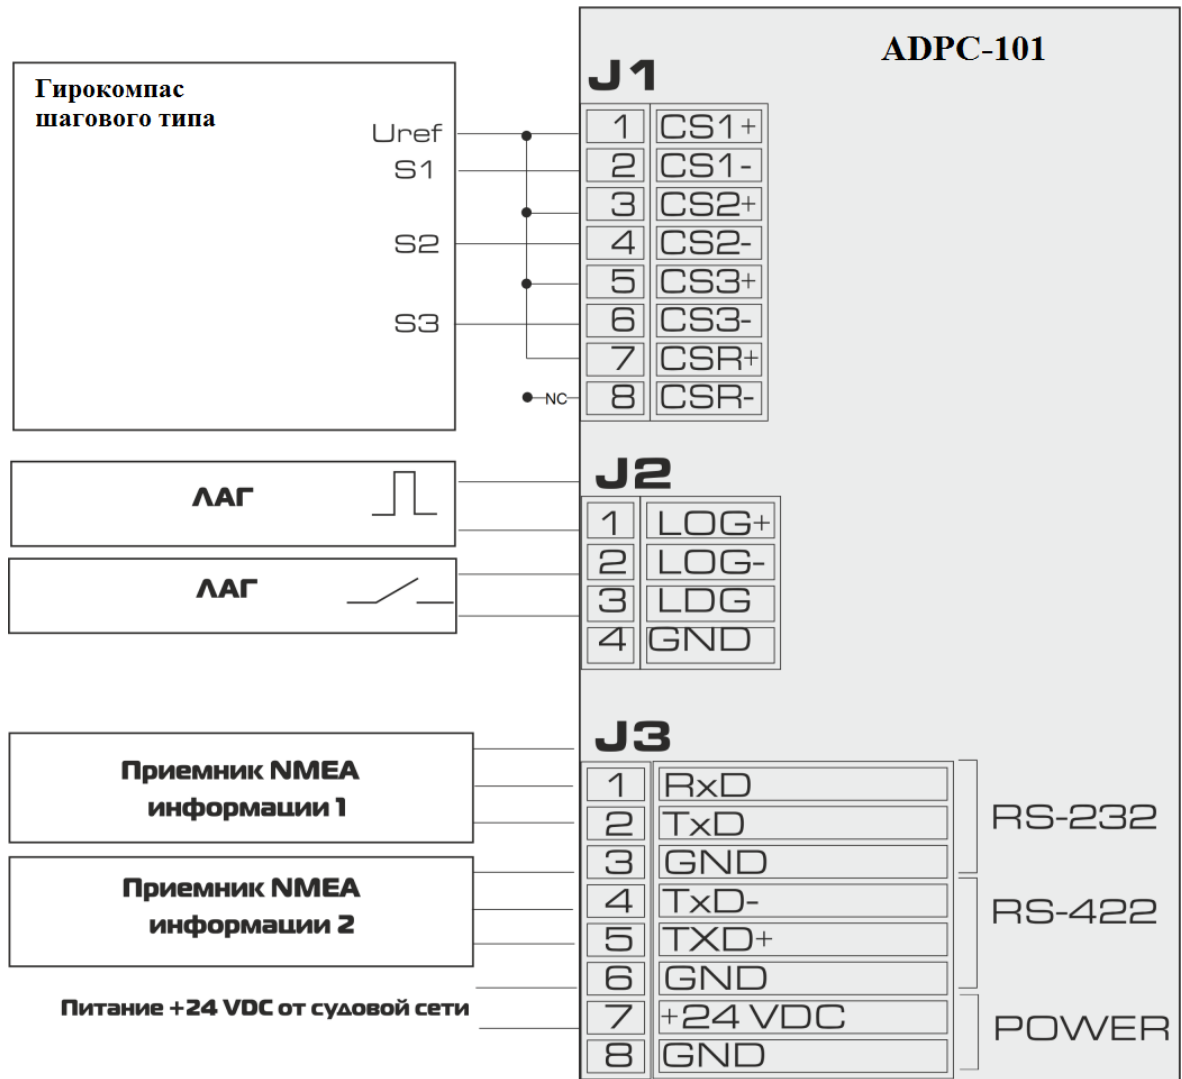 ADPC-101
Гирокомпас
шагового типа
Uref
S1
S2
S3
NC
J1
1 CS1+
2 CS1-
3 CS2+
4 CS2-
5 CS3+
6 CS3-
7 CSR+
8 CSR-
ЛАГ
ЛАГ
J2
1 LOG+
2 LOG-
3 LDG
4 GND
Приемник NMEA
информации 1
Приемник NMEA
информации 2
Питание +24 VDC от судовой сети
J3
1 RxD
2 TxD
3 GND
4 TxD-
5 TXD+
6 GND
7 +24 VDC
8 GND
RS-232
RS-422
POWER